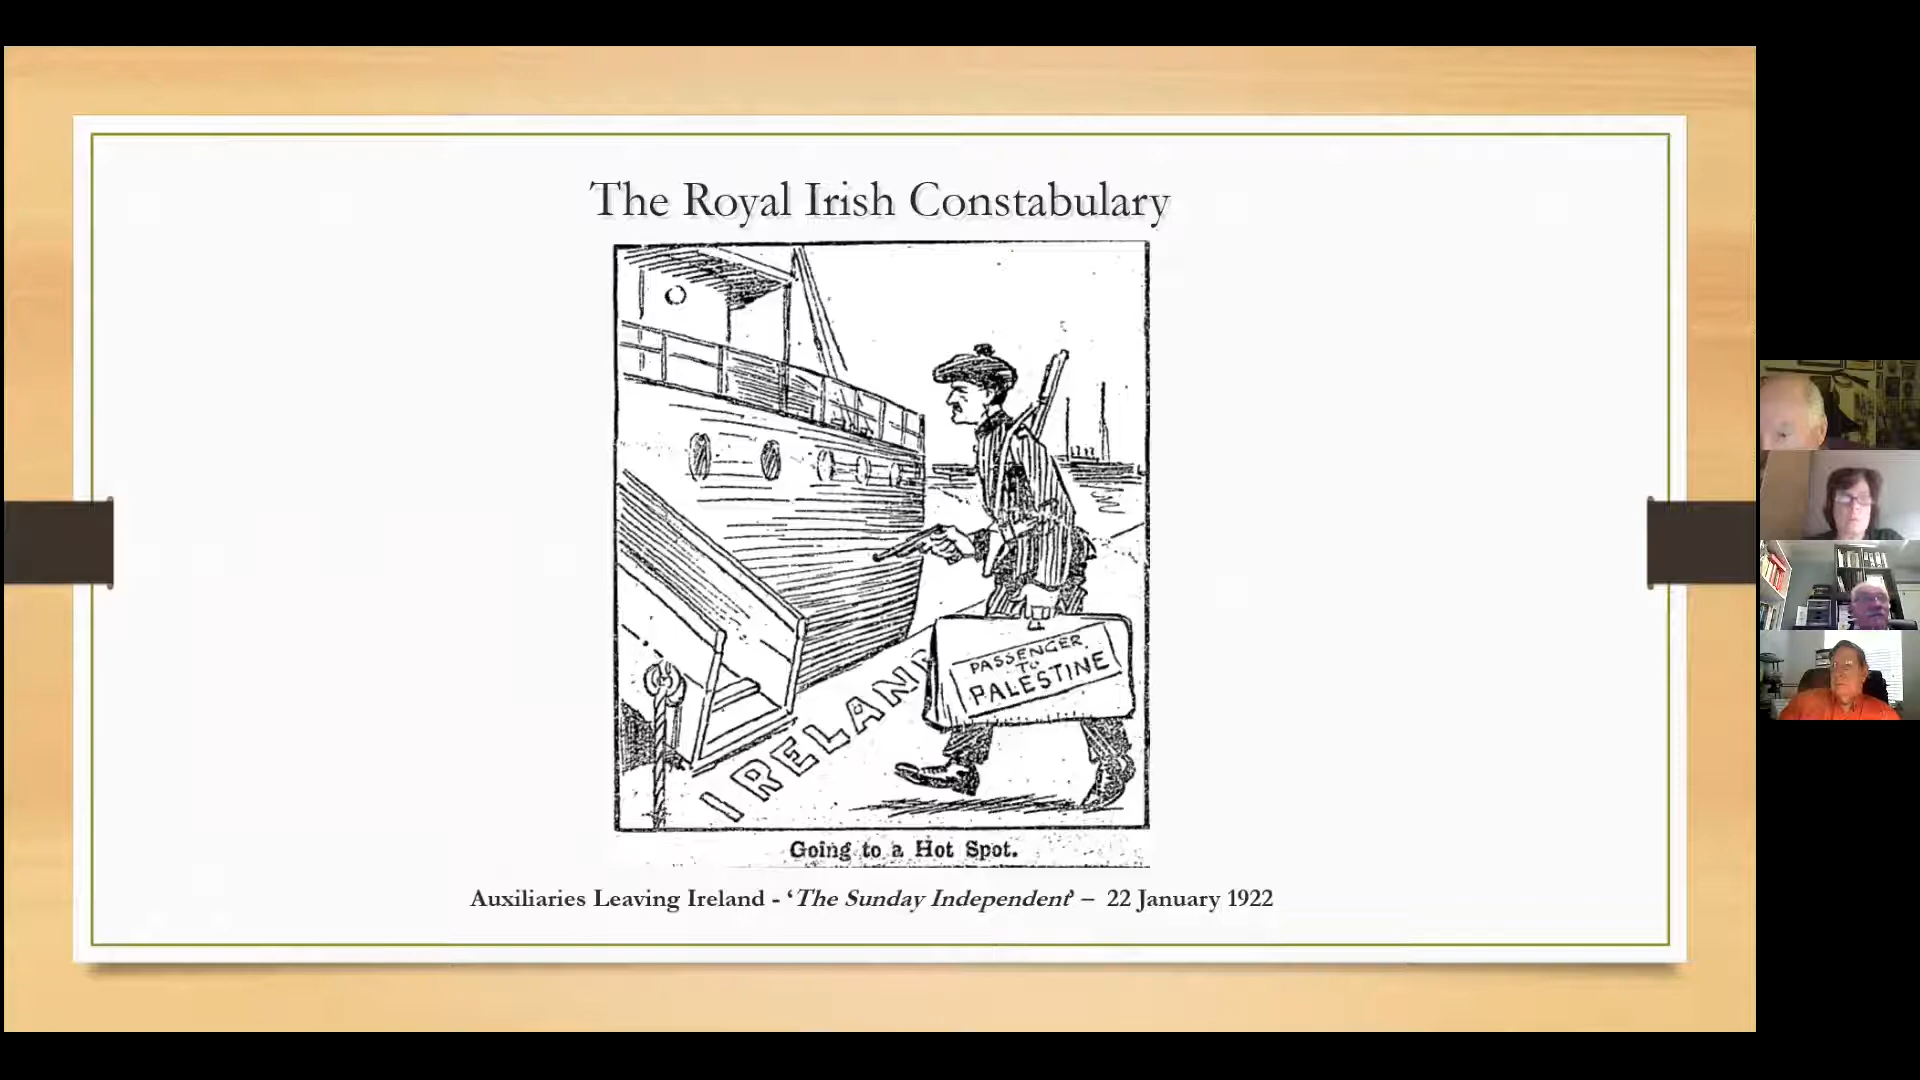 The Royal Irish Constabulary
PASSENGER
TO
PALESTINE
IRELAND
Going to a Hot Spot.
Auxiliaries Leaving Ireland - ‘The Sunday Independent’ – 22 January 1922